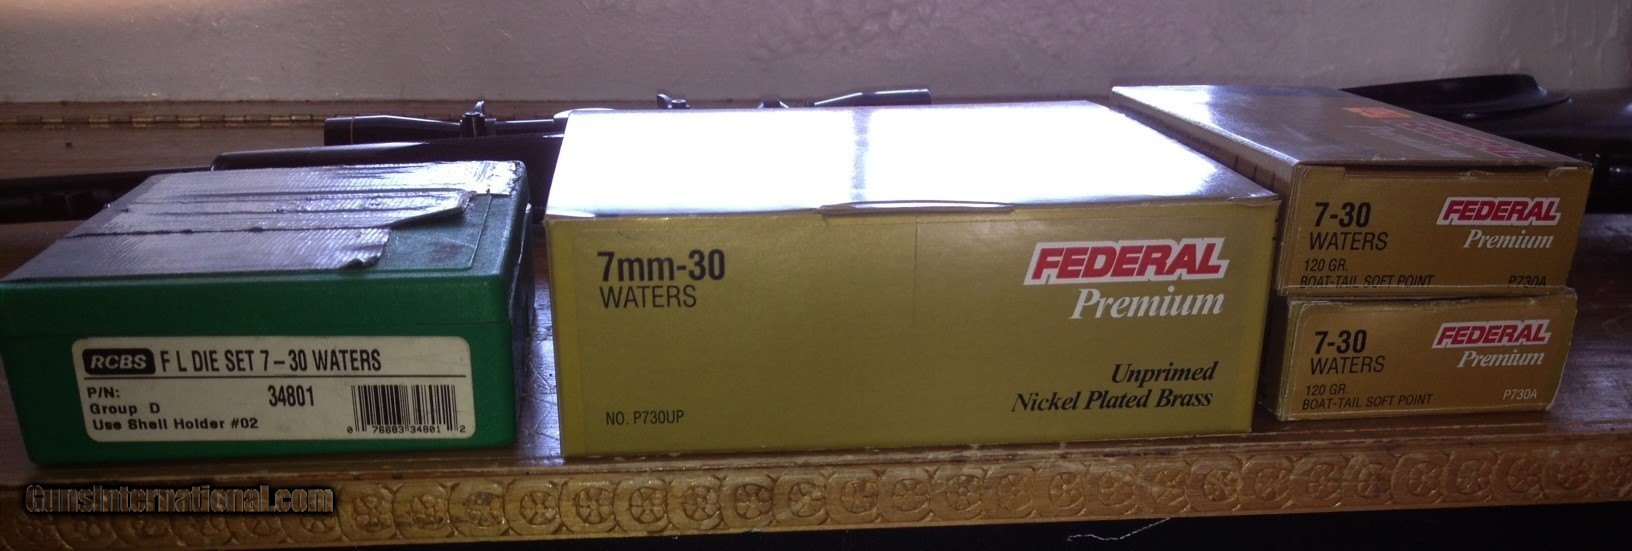 RCBS F L DIE SET 7-30 WATERS
P/N: 34801
Group D
Use Shell Holder #02
0 76683 34801 2
7mm-30
WATERS
FEDERAL
Premium
Unprimed
Nickel Plated Brass
NO. P730UP
7-30
WATERS
FEDERAL
Premium
120 GR.
BOAT-TAIL SOFT POINT P730A
7-30
WATERS
FEDERAL
Premium
120 GR.
BOAT-TAIL SOFT POINT P730A
GunsInternational.com